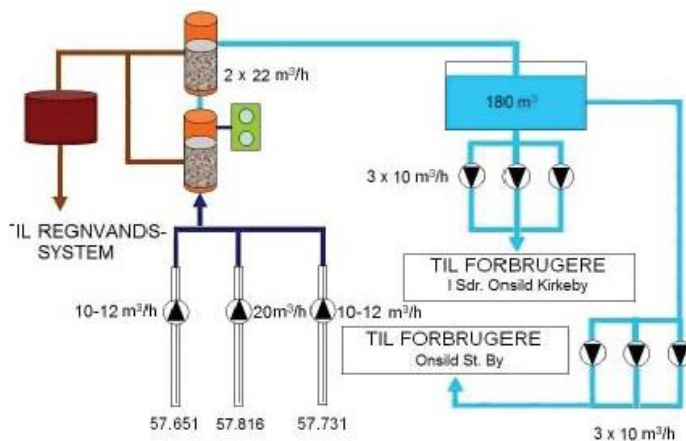 2 x 22 m³/h
180 m³
3 x 10 m³/h
TIL REGNVANDS-
SYSTEM
TIL FORBRUGERE
I Sdr. Onsild Kirkeby
10-12 m³/h
20m³/h
10-12 m³/h
TIL FORBRUGERE
Onsild St. By
57.651
57.816
57.731
3 x 10 m³/h